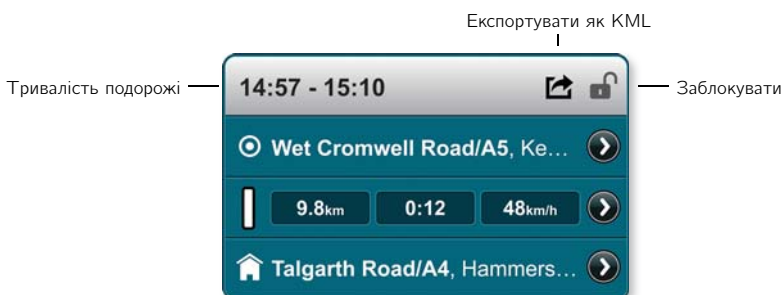 Експортувати як KML
Тривалість подорожі
14:57 - 15:10
Заблокувати
Wet Cromwell Road/A5, Ke...
9.8km 0:12 48km/h
Talgarth Road/A4, Hammers...